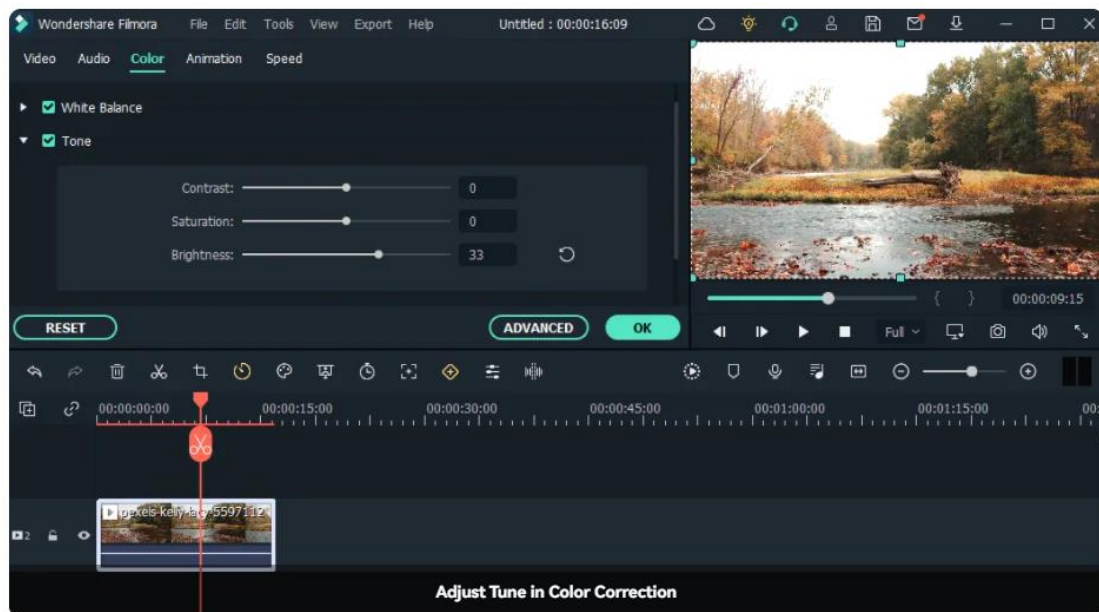 Wondershare Filmora File Edit Tools View Export Help Untitled : 00:00:16:09
Video Audio Color Animation Speed
White Balance
Tone
Contrast: 0
Saturation: 0
Brightness: 33
RESET ADVANCED OK
{ } 00:00:09:15
Full
00:00:00:00 00:00:15:00 00:00:30:00 00:00:45:00 00:01:00:00 00:01:15:00 00:
2
Adjust Tune in Color Correction